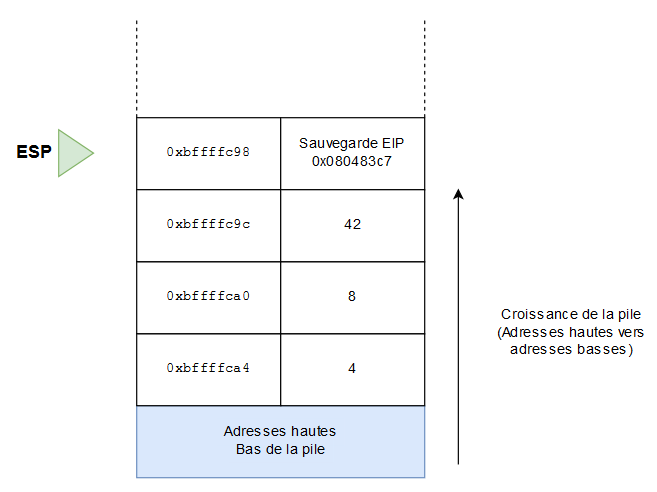 ESP
0xbffffc98
Sauvegarde EIP
0x080483c7
0xbffffc9c
42
0xbffffca0
8
0xbffffca4
4
Adresses hautes
Bas de la pile
Croissance de la pile
(Adresses hautes vers
adresses basses)